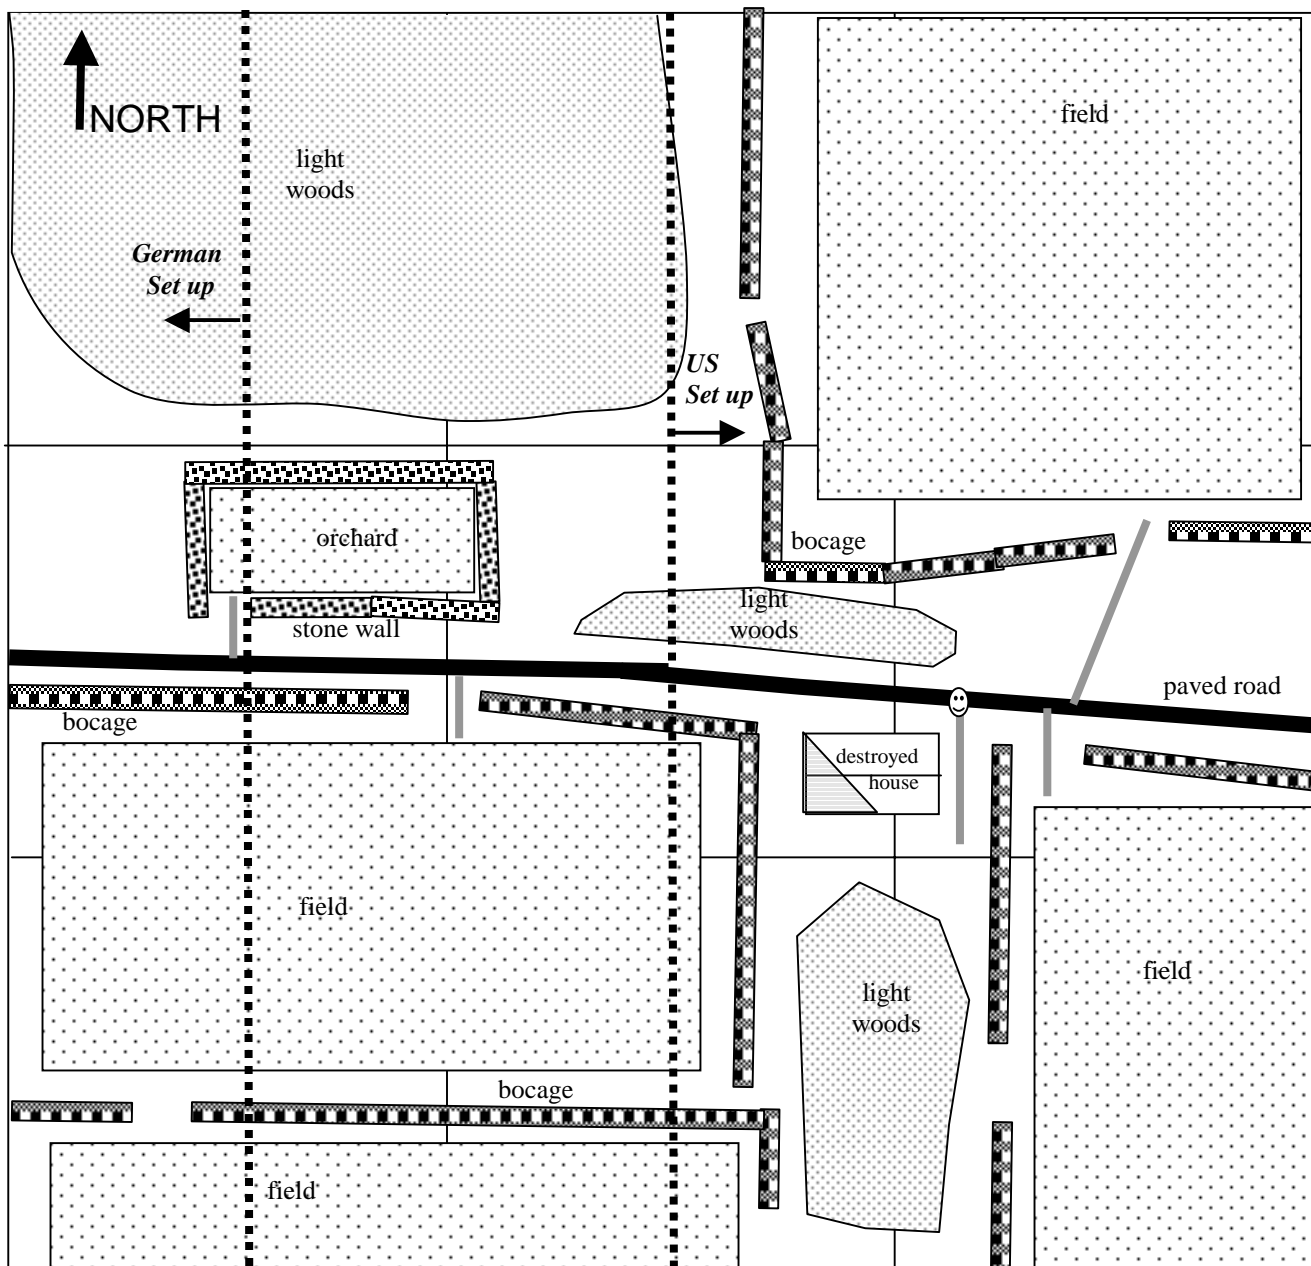 NORTH
field
light
woods
German
Set up
US
Set up
orchard
bocage
light
woods
stone wall
paved road
bocage
destroyed
house
field
field
light
woods
bocage
field